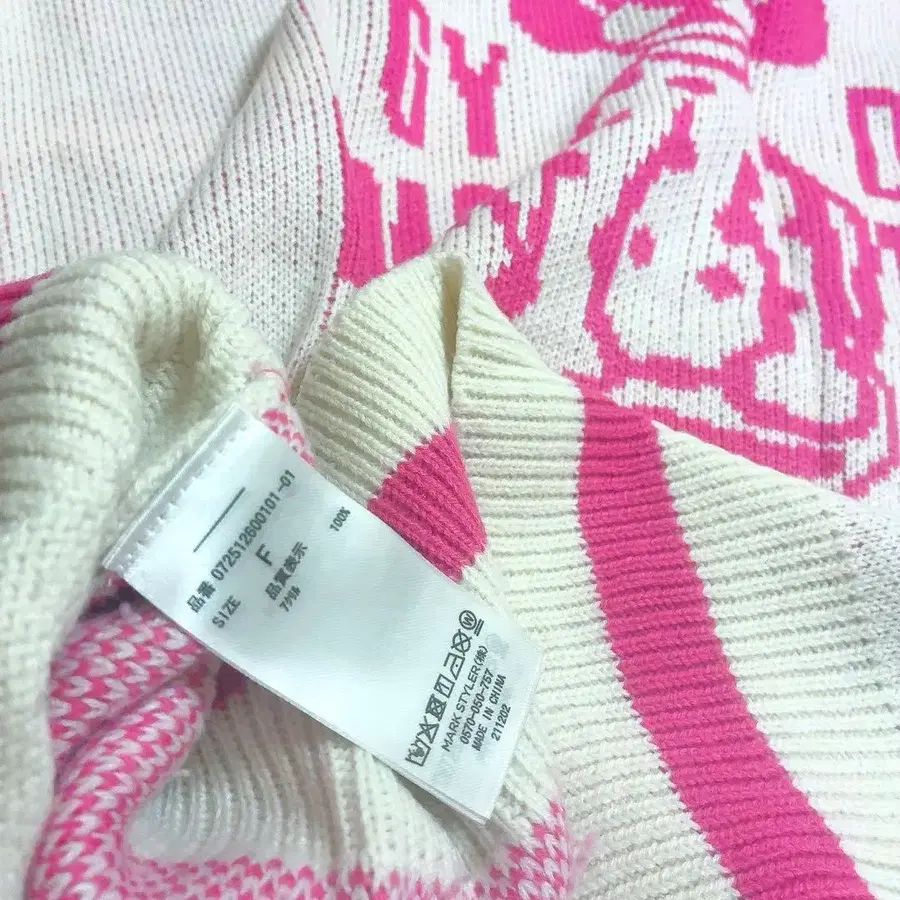 GY
品番 072512600101-01
SIZE F
品質表示
アクリル 100%
MARK STYLER(株)
0570-050-757
MADE IN CHINA
211202